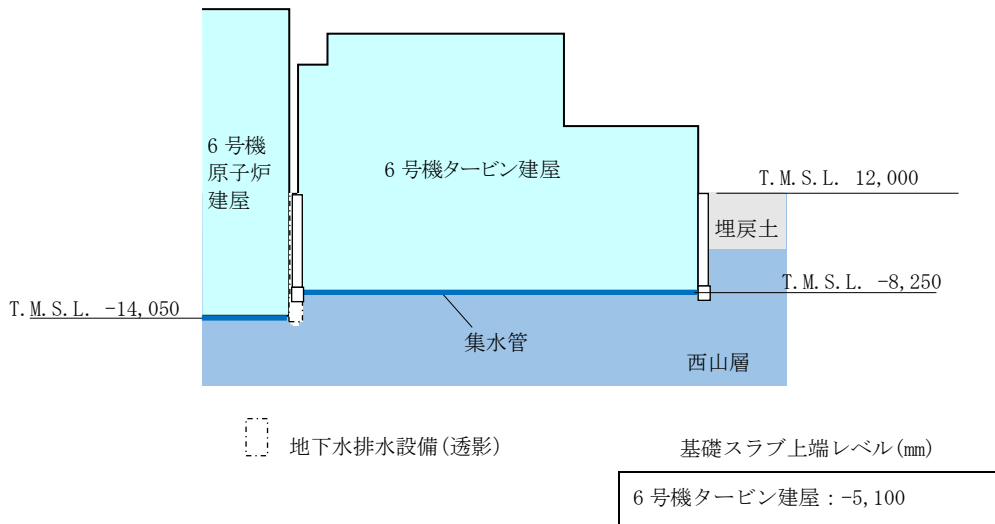 6 号機
原子炉
建屋
6 号機タービン建屋
T.M.S.L. 12,000
埋戻土
T.M.S.L. -8,250
T.M.S.L. -14,050
集水管
西山層
地下水排水設備(透影)
基礎スラブ上端レベル(㎜)
6 号機タービン建屋：-5,100